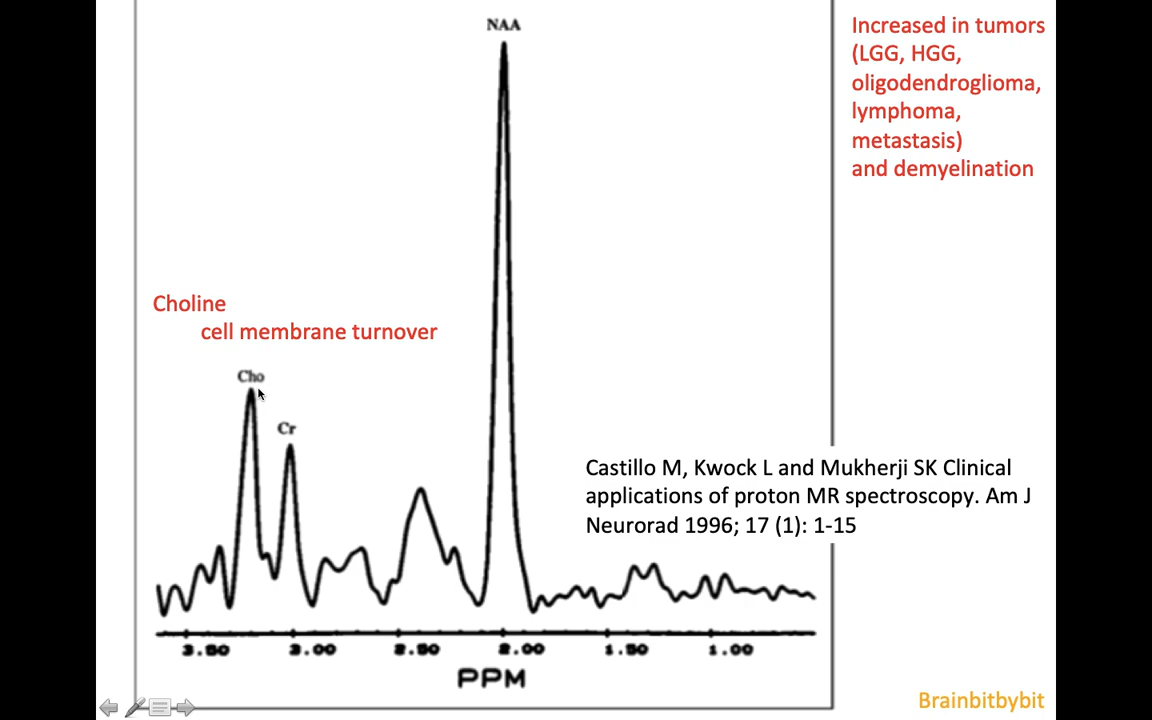 NAA
Increased in tumors
(LGG, HGG,
oligodendroglioma,
lymphoma,
metastasis)
and demyelination
Choline
cell membrane turnover
Cho
Cr
Castillo M, Kwock L and Mukherji SK Clinical
applications of proton MR spectroscopy. Am J
Neurorad 1996; 17 (1): 1-15
3.50 3.00 2.50 2.00 1.50 1.00
PPM
Brainbitbybit